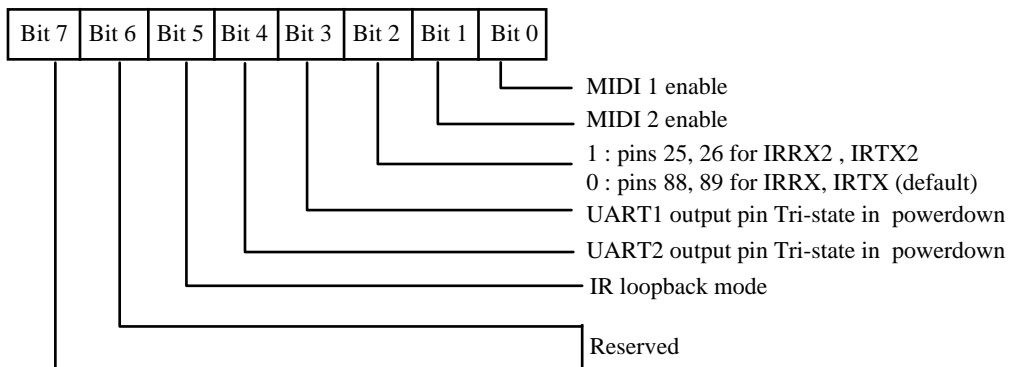 Bit 7 Bit 6 Bit 5 Bit 4 Bit 3 Bit 2 Bit 1 Bit 0
MIDI 1 enable
MIDI 2 enable
1 : pins 25, 26 for IRRX2 , IRTX2
0 : pins 88, 89 for IRRX, IRTX (default)
UART1 output pin Tri-state in powerdown
UART2 output pin Tri-state in powerdown
IR loopback mode
Reserved